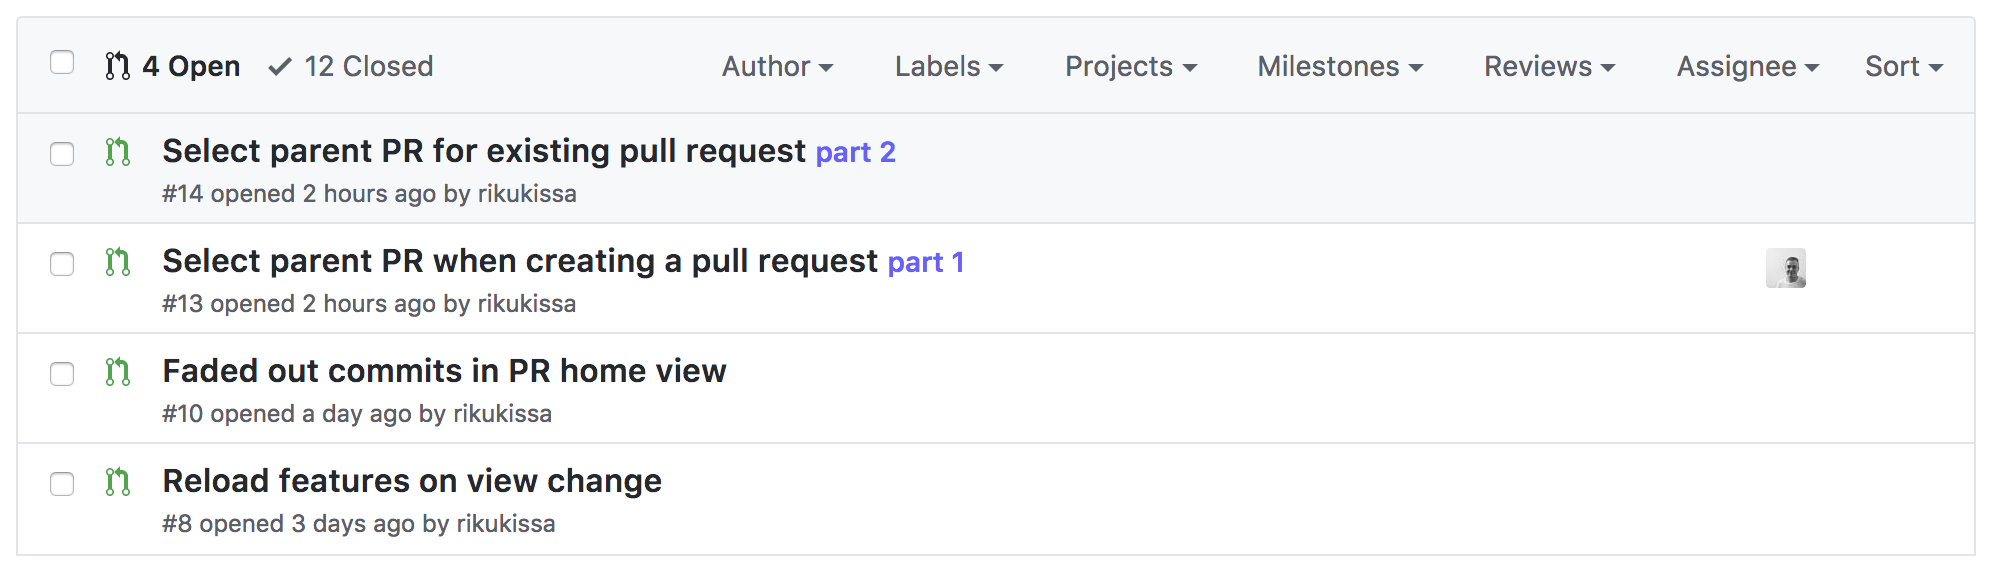 4 Open 12 Closed Author Labels Projects Milestones Reviews Assignee Sort
Select parent PR for existing pull request part 2
#14 opened 2 hours ago by rikukissa
Select parent PR when creating a pull request part 1
#13 opened 2 hours ago by rikukissa
Faded out commits in PR home view
#10 opened a day ago by rikukissa
Reload features on view change
#8 opened 3 days ago by rikukissa